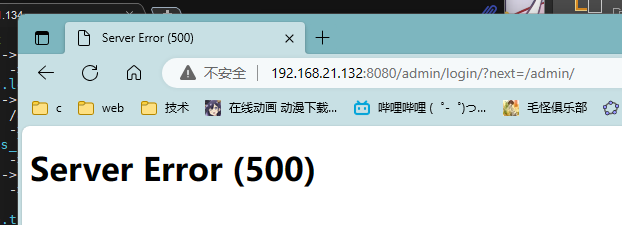 .134
Server Error (500)
不安全
192.168.21.132:8080/admin/login/?next=/admin/
c
web
技术
在线动画 动漫下载...
哔哩哔哩 (゜-゜)つ...
毛怪俱乐部
Server Error (500)